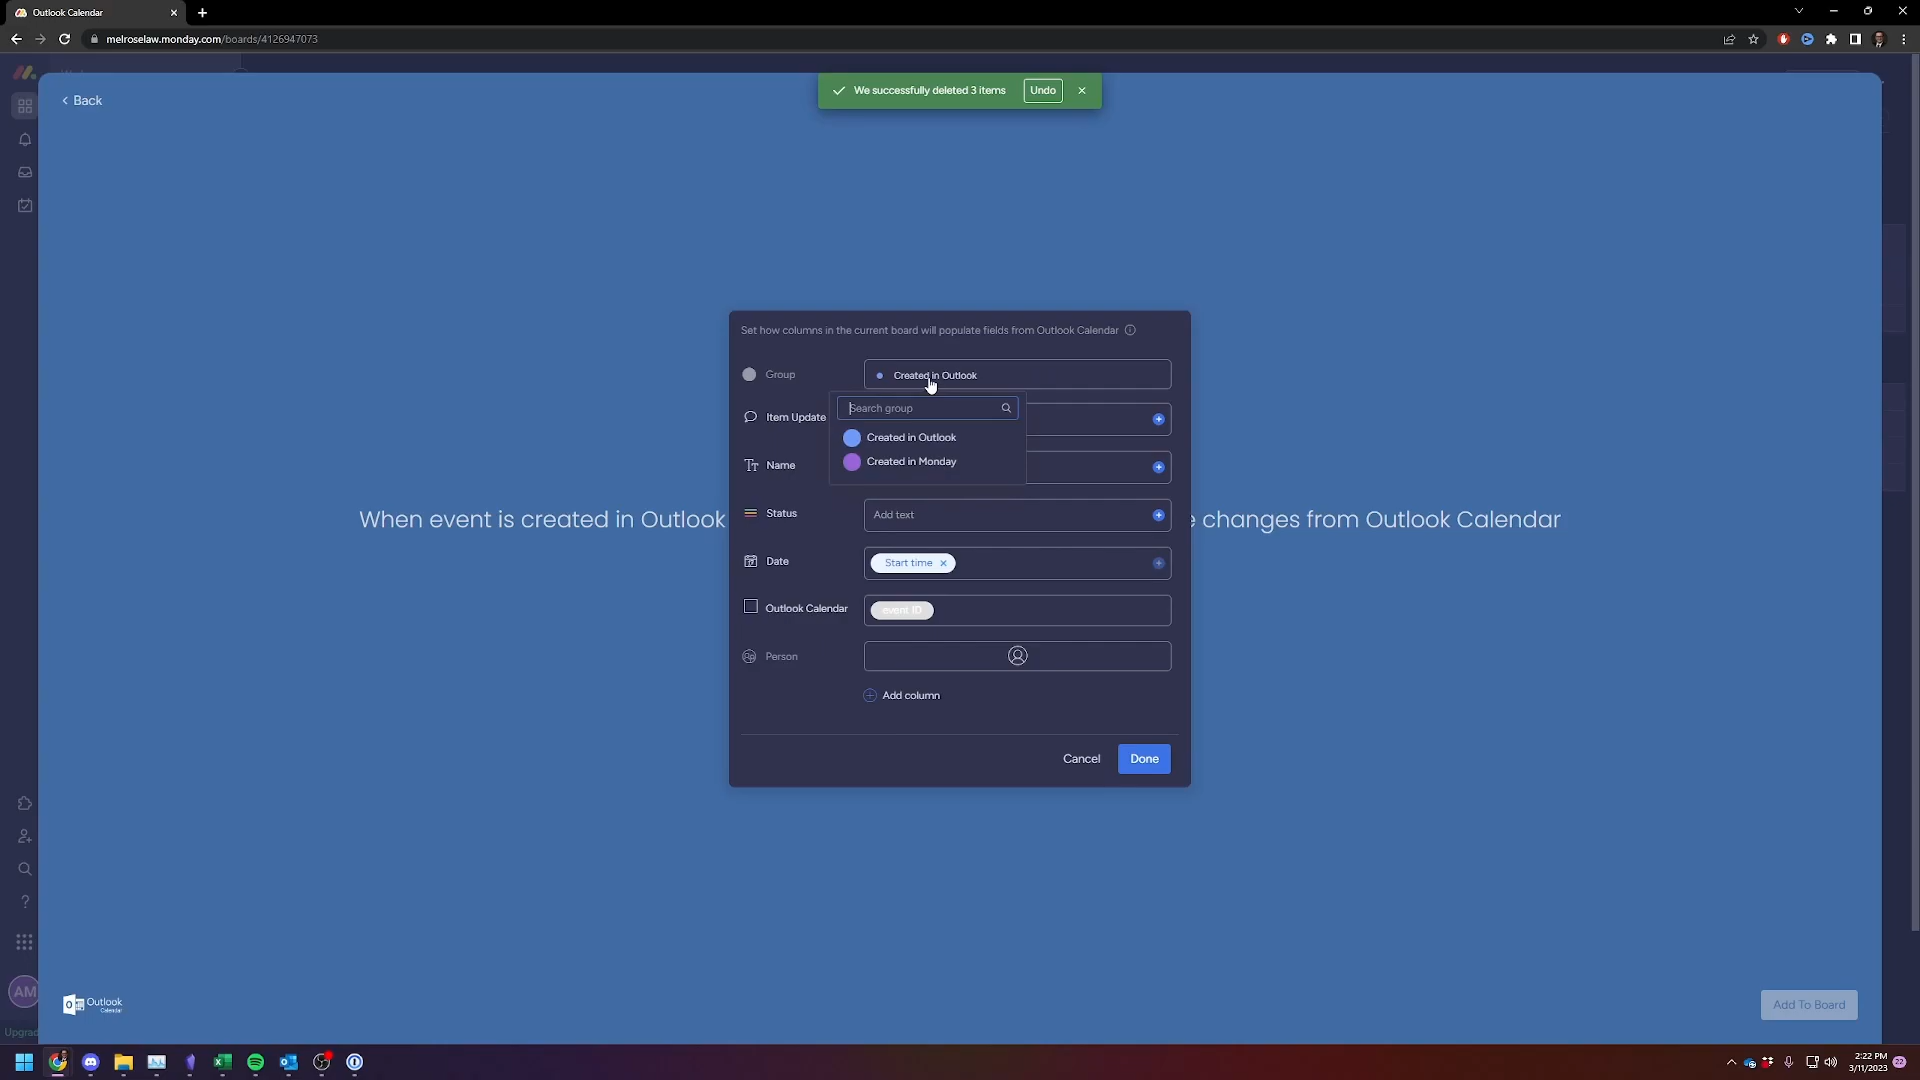 Outlook Calendar
melroselaw.monday.com/boards/4126947073
Back
We successfully deleted 3 items
Undo
Set how columns in the current board will populate fields from Outlook Calendar
Group
Created in Outlook
Search group
Item Update
Created in Outlook
Created in Monday
Name
Status
Add text
When event is created in Outlook
changes from Outlook Calendar
Date
Start time
Outlook Calendar
event ID
Person
Add column
Cancel
Done
AM
Outlook
Calendar
Add To Board
Upgrad
2:22 PM
3/11/2023
22